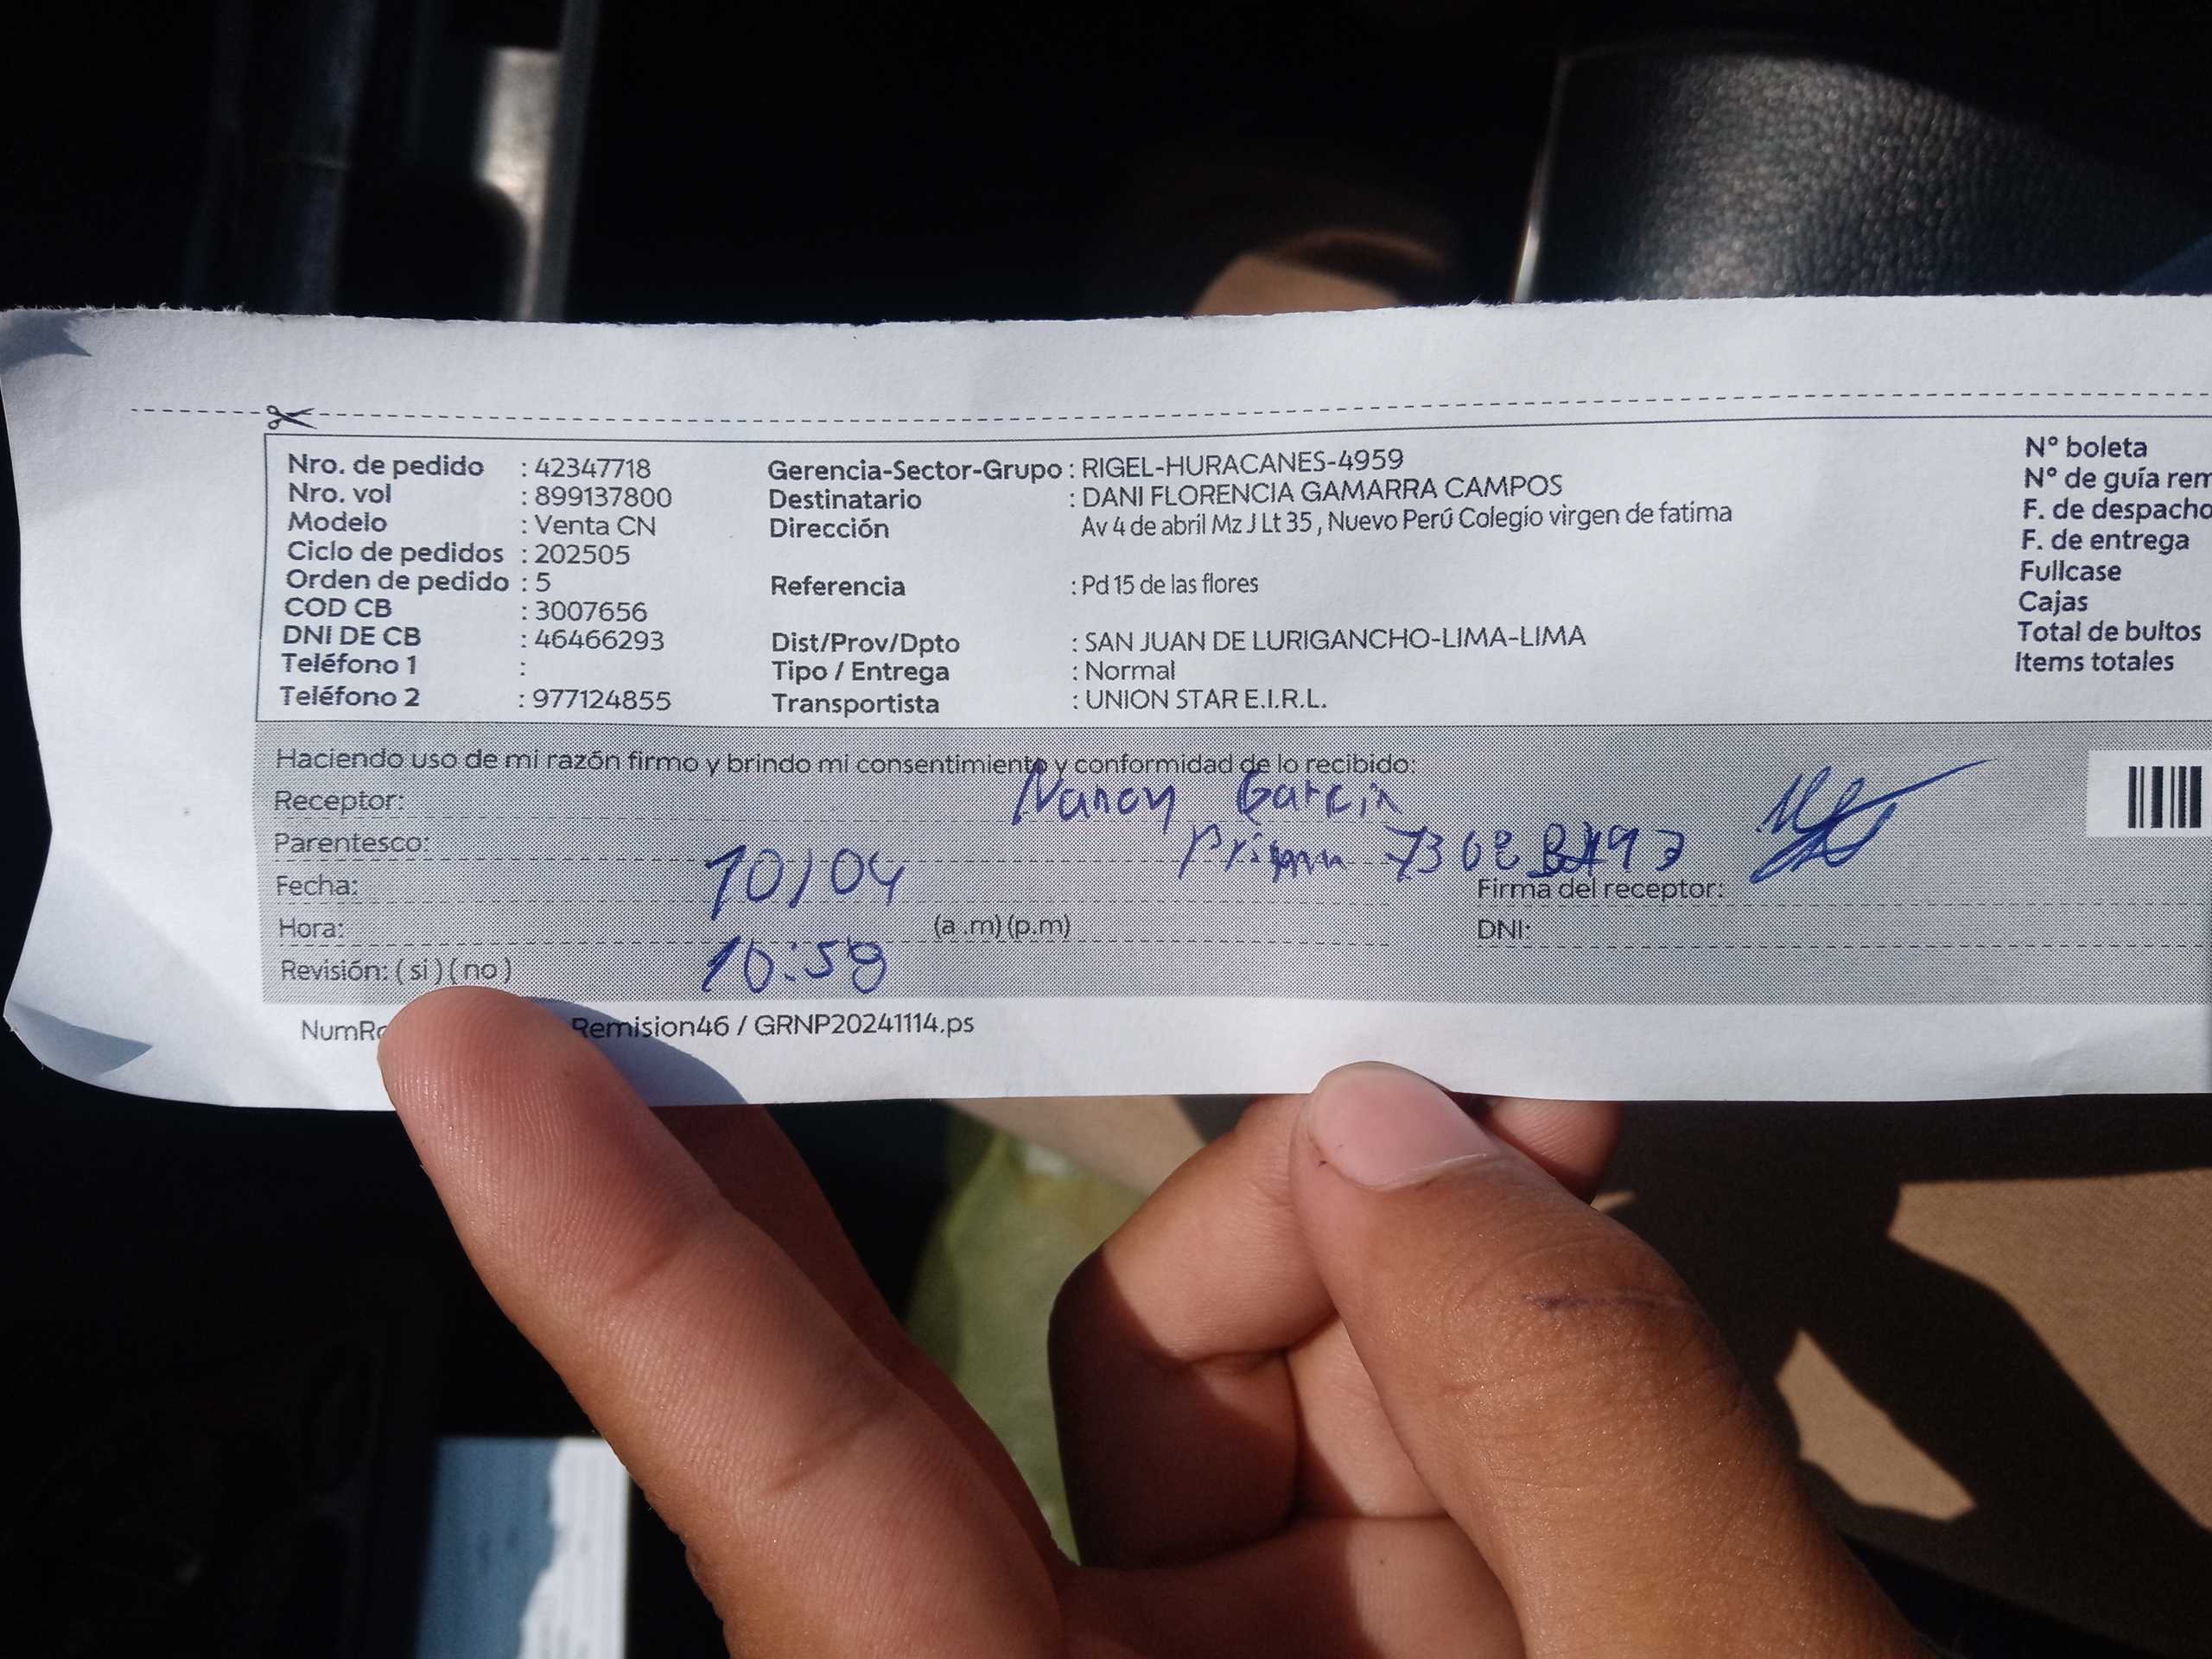 Nro. de pedido : 42347718 Gerencia-Sector-Grupo : RIGEL-HURACANES-4959 N° boleta
Nro. vol : 899137800 Destinatario : DANI FLORENCIA GAMARRA CAMPOS N° de guía rem
Modelo : Venta CN Dirección Av 4 de abril Mz J Lt 35 , Nuevo Perú Colegio virgen de fatima F. de despacho
Ciclo de pedidos : 202505 F. de entrega
Orden de pedido : 5 Referencia : Pd 15 de las flores Fullcase
COD CB : 3007656 Cajas
DNI DE CB : 46466293 Dist/Prov/Dpto : SAN JUAN DE LURIGANCHO-LIMA-LIMA Total de bultos
Teléfono 1 : Tipo / Entrega : Normal Items totales
Teléfono 2 : 977124855 Transportista : UNION STAR E.I.R.L.
Haciendo uso de mi razón firmo y brindo mi consentimiento y conformidad de lo recibido:
Receptor: Nancy Garcia
Parentesco: prima
Fecha: 10/04 Firma del receptor:
Hora: 10:58 (a .m) (p.m) DNI:
Revisión: ( si ) ( no )
Remision46 / GRNP20241114.ps